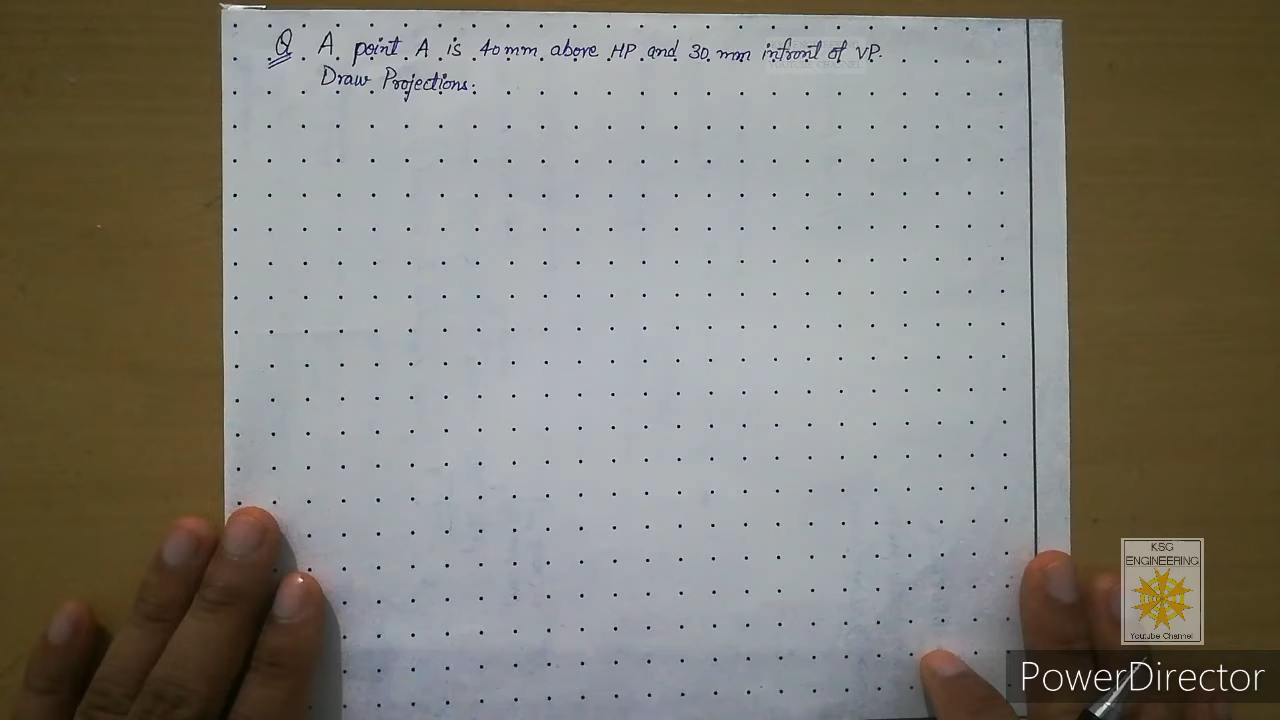 Q. A point A is 40mm above HP and 30 mm infront of VP.
Draw Projections.
KSG
ENGINEERING
Youtube Channel
PowerDirector